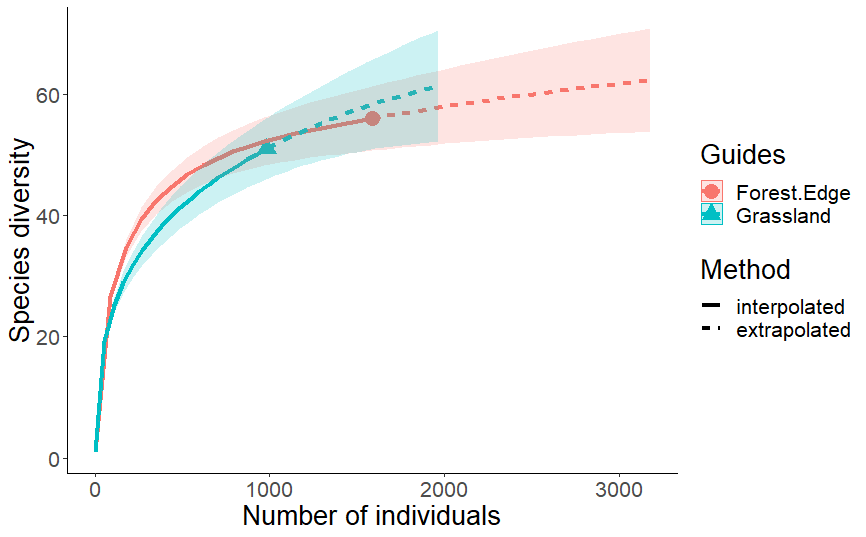 Species diversity
60
40
20
0
0 1000 2000 3000
Number of individuals
Guides
Forest.Edge
Grassland
Method
interpolated
extrapolated